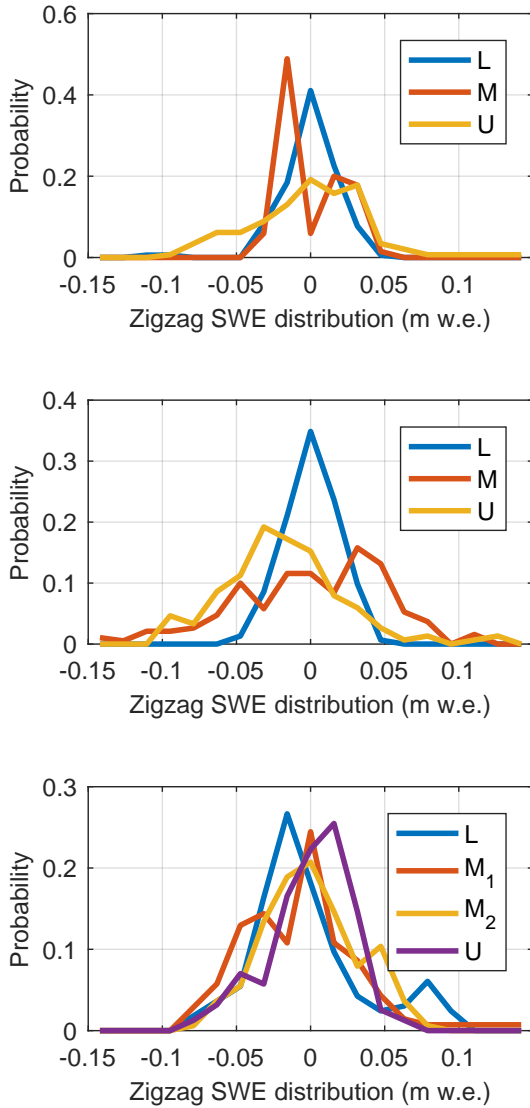 0.6
0.4
0.2
0
Probability
L
M
U
-0.15 -0.1 -0.05 0 0.05 0.1
Zigzag SWE distribution (m w.e.)
0.4
0.3
0.2
0.1
0
Probability
L
M
U
-0.15 -0.1 -0.05 0 0.05 0.1
Zigzag SWE distribution (m w.e.)
0.3
0.2
0.1
0
Probability
L
M1
M2
U
-0.15 -0.1 -0.05 0 0.05 0.1
Zigzag SWE distribution (m w.e.)